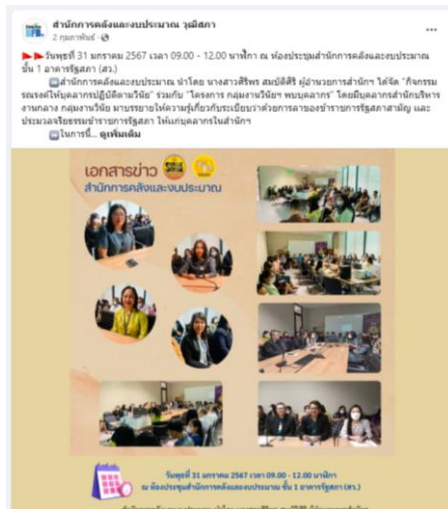 สำนักการคลังและงบประมาณ วุฒิสภา
2 กุมภาพันธ์
วันพุธที่ 31 มกราคม 2567 เวลา 09.00 - 12.00 นาฬิกา ณ ห้องประชุมสำนักการคลังและงบประมาณ
ชั้น 1 อาคารรัฐสภา (สว.)
สำนักการคลังและงบประมาณ นำโดย นางสาวศิริพร สมบัติศิริ ผู้อำนวยการสำนักฯ ได้จัด "กิจกรรม
รณรงค์ให้บุคลากรปฏิบัติตามวินัย" ร่วมกับ "โครงการ กลุ่มงานวินัยฯ พบบุคลากร" โดยมีบุคลากรสำนักบริหาร
งานกลาง กลุ่มงานวินัย มาบรรยายให้ความรู้เกี่ยวกับระเบียบว่าด้วยการลาของข้าราชการรัฐสภาสามัญ และ
ประมวลจริยธรรมข้าราชการรัฐสภา ให้แก่บุคลากรในสำนักฯ
ในการนี้... ดูเพิ่มเติม
เอกสารข่าว
สำนักการคลังและงบประมาณ
วันพุธที่ 31 มกราคม 2567 เวลา 09.00 - 12.00 นาฬิกา
ณ ห้องประชุมสำนักการคลังและงบประมาณ ชั้น 1 อาคารรัฐสภา (สว.)